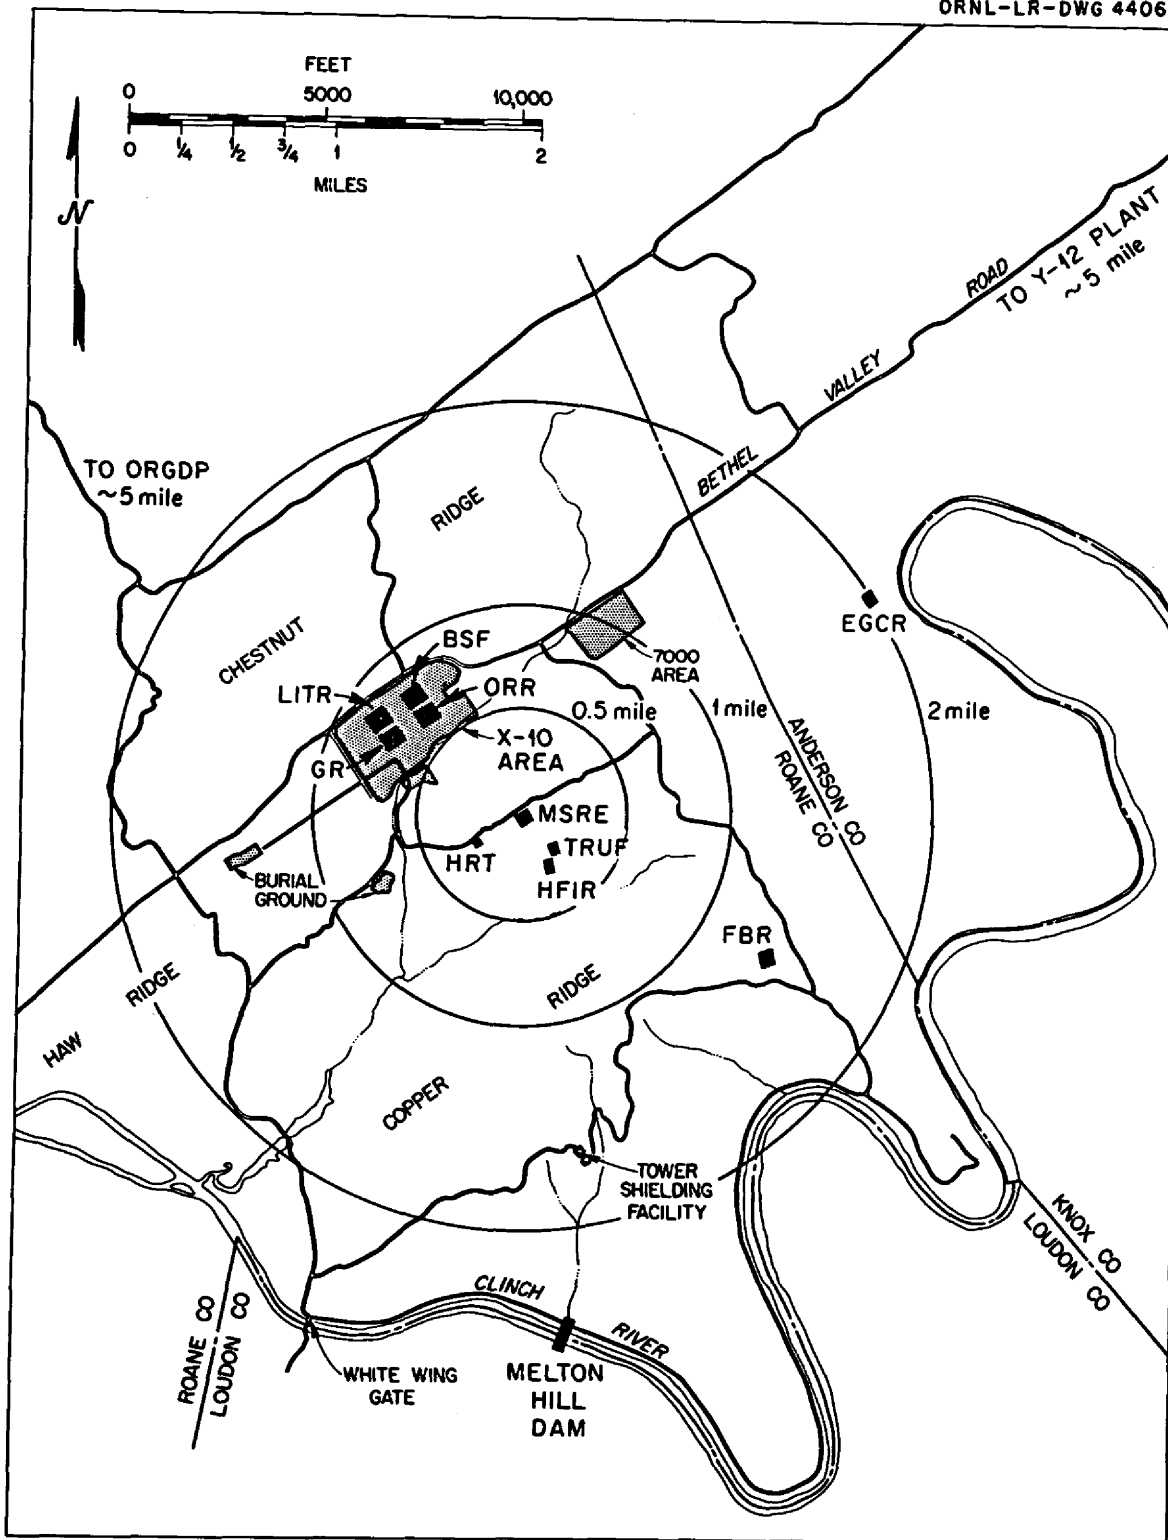 ORNL-LR-DWG 4406
FEET
0 5000 10,000
0 1/4 1/2 3/4 1 2
MILES
N
TO Y-12 PLANT
~ 5 mile
BETHEL VALLEY ROAD
TO ORGDP
~5 mile
CHESTNUT RIDGE
BSF
LITR
ORR
GR
X-10
AREA
7000
AREA
EGCR
0.5 mile
1 mile
2 mile
ANDERSON CO
ROANE CO
MSRE
HRT
TRUF
HFIR
BURIAL
GROUND
FBR
HAW RIDGE
COPPER RIDGE
TOWER
SHIELDING
FACILITY
KNOX CO
LOUDON CO
CLINCH RIVER
ROANE CO
LOUDON CO
WHITE WING
GATE
MELTON
HILL
DAM